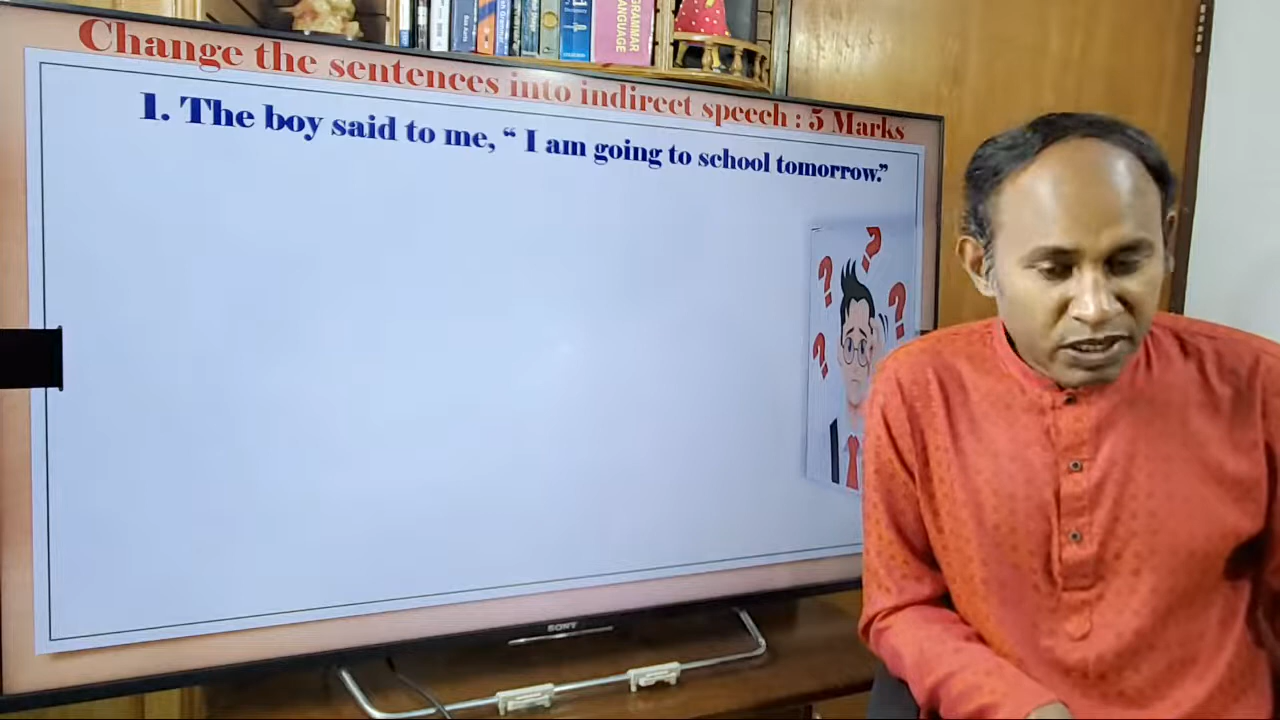 GRAMMAR
LANGUAGE
Change the sentences into indirect speech : 5 Marks
1. The boy said to me, “ I am going to school tomorrow.”
SONY